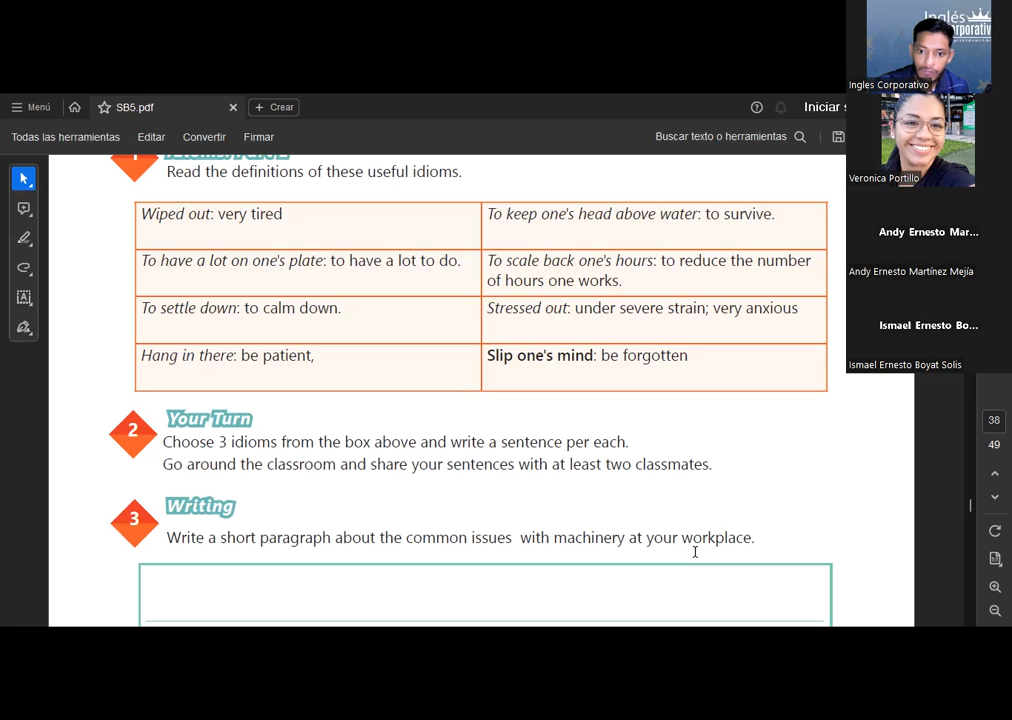 Inglés
Corporativo
Ingles Corporativo
Veronica Portillo
Andy Ernesto Mar...
Andy Ernesto Martínez Mejía
Ismael Ernesto Bo...
Ismael Ernesto Boyat Solis
Menú
SB5.pdf
+ Crear
Iniciar s
Todas las herramientas
Editar
Convertir
Firmar
Buscar texto o herramientas
1
Read the definitions of these useful idioms.
Wiped out: very tired
To keep one's head above water: to survive.
To have a lot on one's plate: to have a lot to do.
To scale back one's hours: to reduce the number
of hours one works.
To settle down: to calm down.
Stressed out: under severe strain; very anxious
Hang in there: be patient,
Slip one's mind: be forgotten
2
Your Turn
Choose 3 idioms from the box above and write a sentence per each.
Go around the classroom and share your sentences with at least two classmates.
3
Writing
Write a short paragraph about the common issues with machinery at your workplace.
38
49